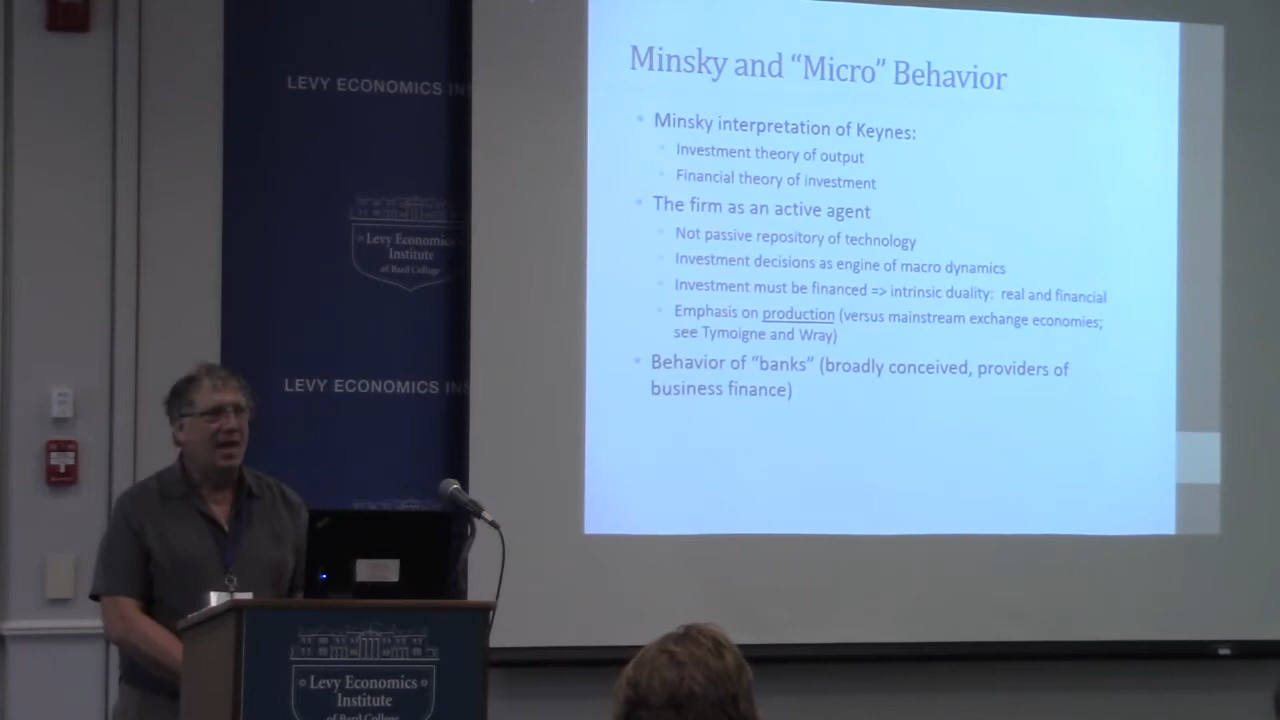 LEVY ECONOMICS
Levy Economics
Institute
of Bard College
LEVY ECONOMICS
Minsky and “Micro” Behavior
Minsky interpretation of Keynes:
Investment theory of output
Financial theory of investment
The firm as an active agent
Not passive repository of technology
Investment decisions as engine of macro dynamics
Investment must be financed => intrinsic duality: real and financial
Emphasis on production (versus mainstream exchange economies;
see Tymoigne and Wray)
Behavior of “banks” (broadly conceived, providers of
business finance)
Levy Economics
Institute
of Bard College